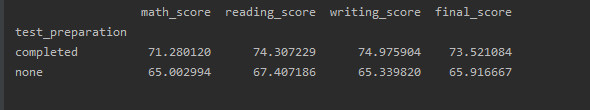 math_score reading_score writing_score final_score
test_preparation
completed 71.280120 74.307229 74.975904 73.521084
none 65.002994 67.407186 65.339820 65.916667